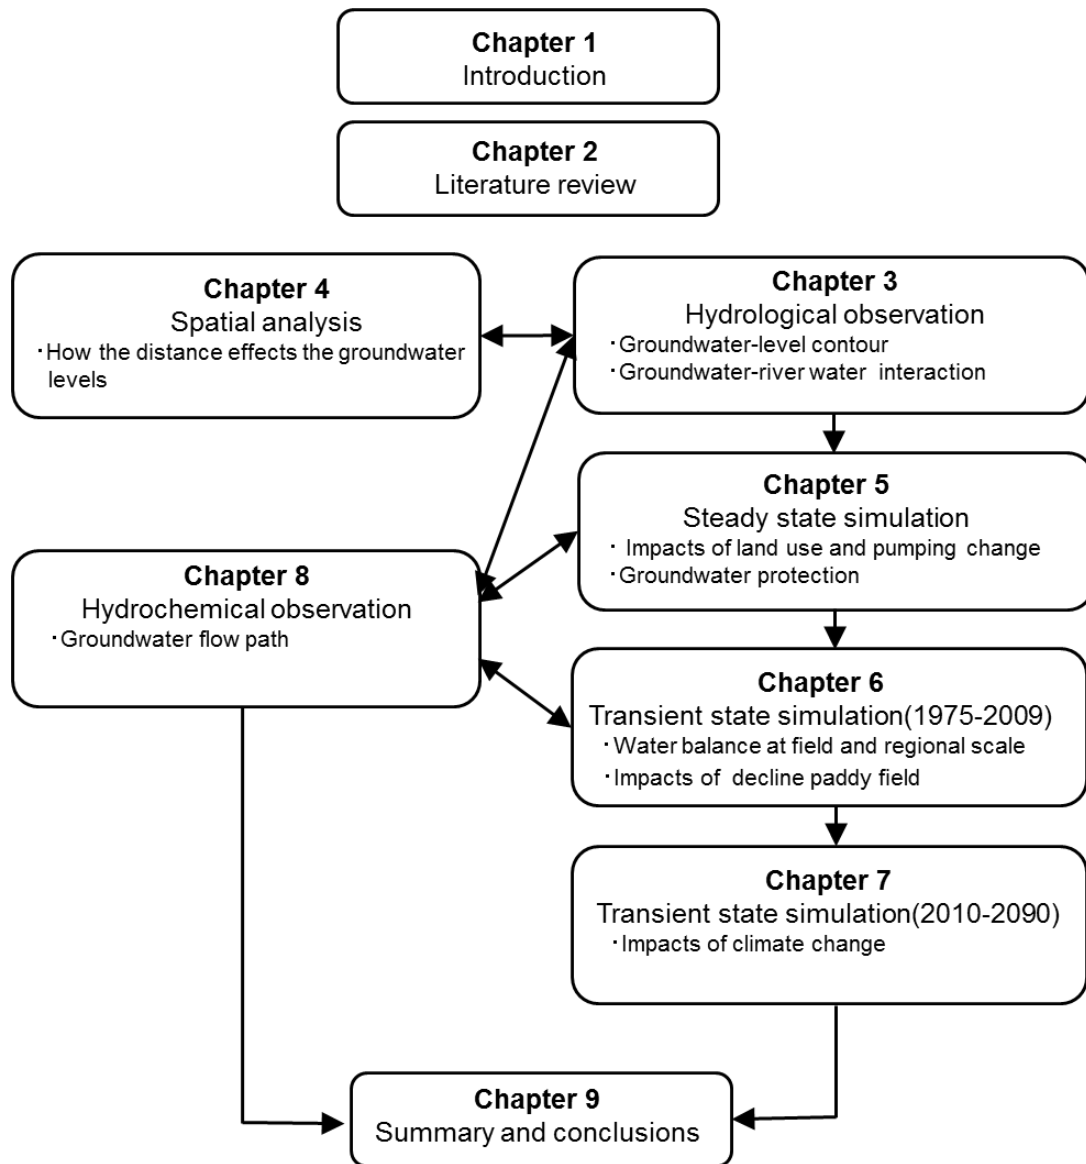 Chapter 1
Introduction
Chapter 2
Literature review
Chapter 4
Spatial analysis
・How the distance effects the groundwater
levels
Chapter 3
Hydrological observation
・Groundwater-level contour
・Groundwater-river water interaction
Chapter 5
Steady state simulation
・Impacts of land use and pumping change
・Groundwater protection
Chapter 8
Hydrochemical observation
・Groundwater flow path
Chapter 6
Transient state simulation(1975-2009)
・Water balance at field and regional scale
・Impacts of decline paddy field
Chapter 7
Transient state simulation(2010-2090)
・Impacts of climate change
Chapter 9
Summary and conclusions